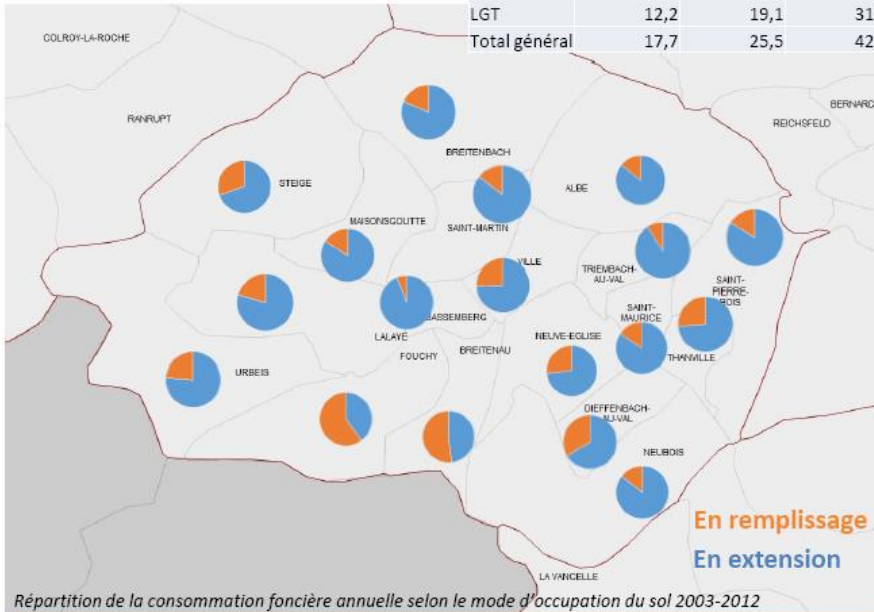 LGT 12,2 19,1 31
Total général 17,7 25,5 42
COLROY-LA-ROCHE
RANRUPT
BERNARD
REICHSFELD
BREITENBACH
STEIGE
ALBE
MAISONSGOUTTE
SAINT-MARTIN
VILLE
TRIEMBACH-
AU-VAL
SAINT-
PIERRE-
BOIS
BASSEMBERG
SAINT-
MAURICE
LALAYE
NEUVE-EGLISE
FOUCHY
BREITENAU
THANVILLE
URBEIS
DIEFFENBACH-
AU-VAL
NEUBOIS
En remplissage
En extension
LA VANCELLE
Répartition de la consommation foncière annuelle selon le mode d'occupation du sol 2003-2012